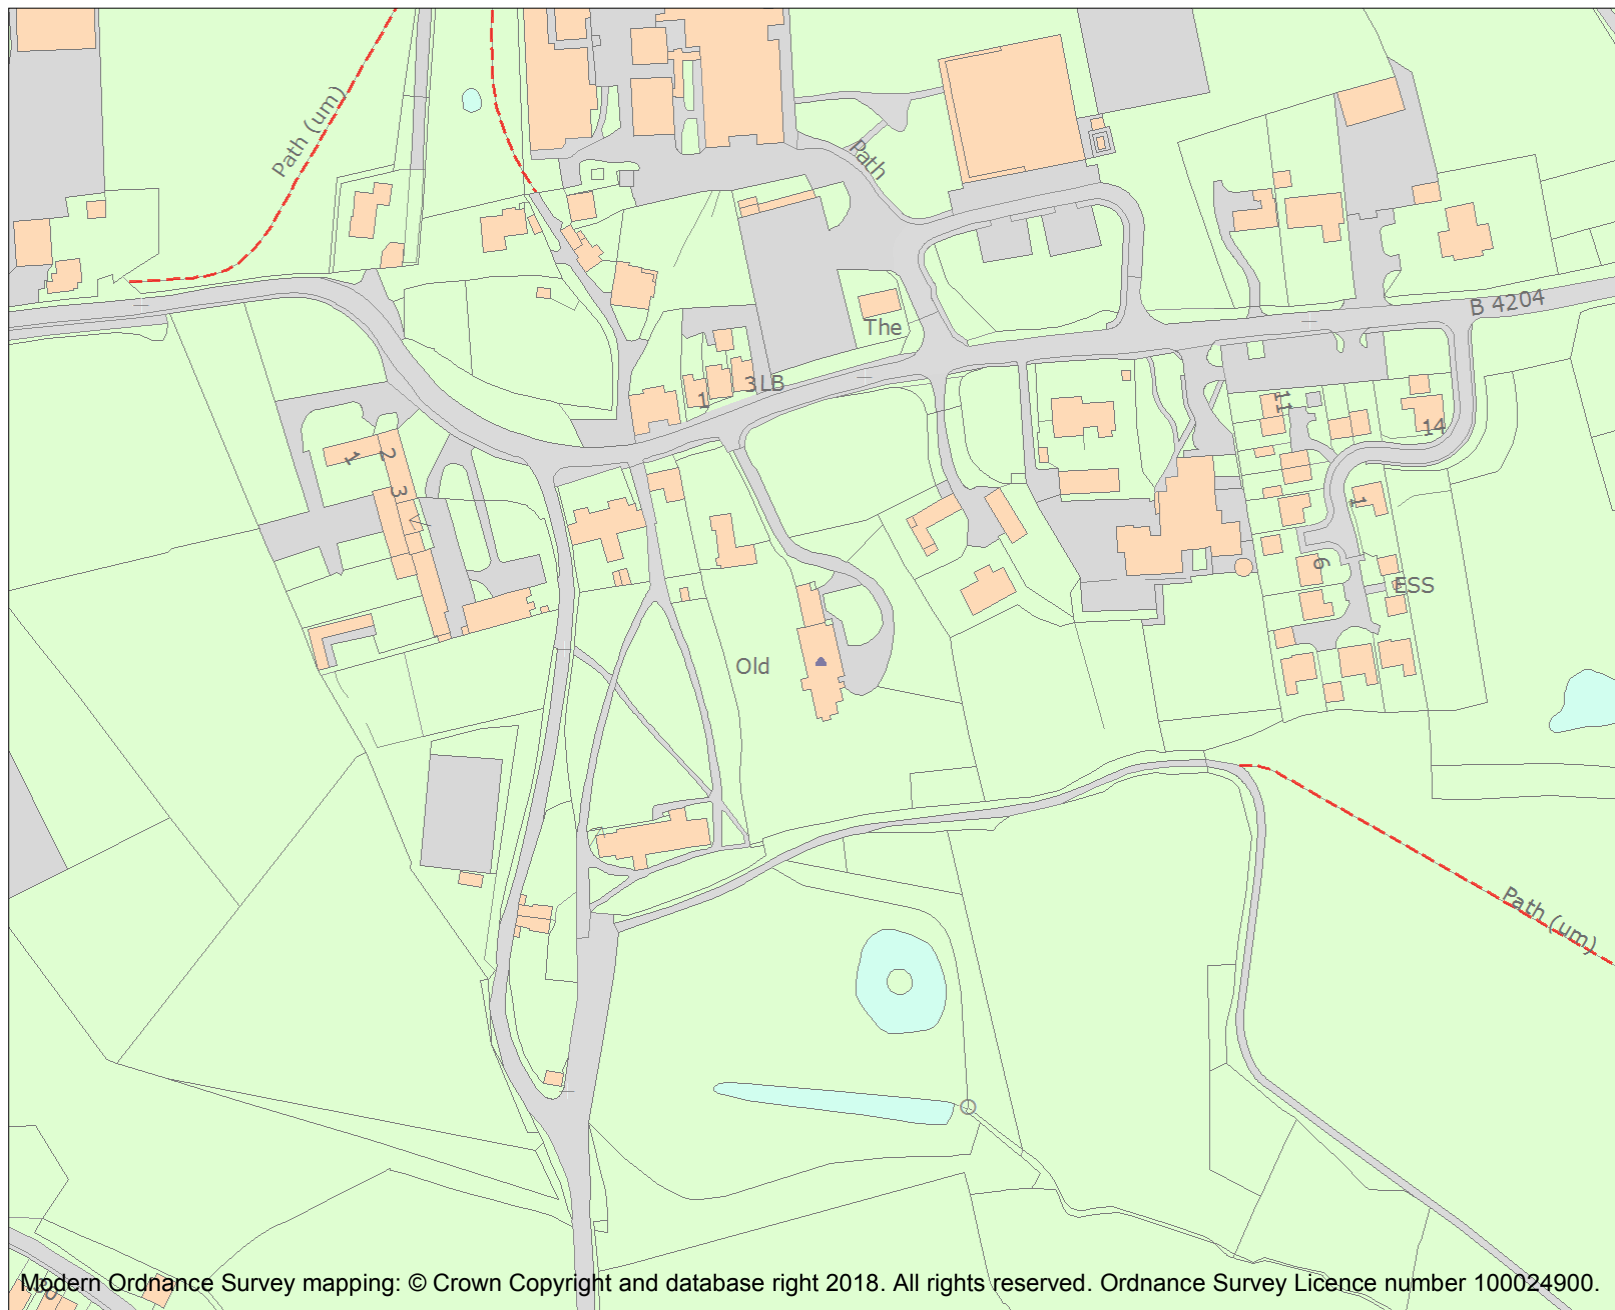 Path (um)
Path
B 4204
The
3 LB
1
11
14
1
2
3
1
6
ESS
Old
Path (um)
Modern Ordnance Survey mapping: © Crown Copyright and database right 2018. All rights reserved. Ordnance Survey Licence number 100024900.